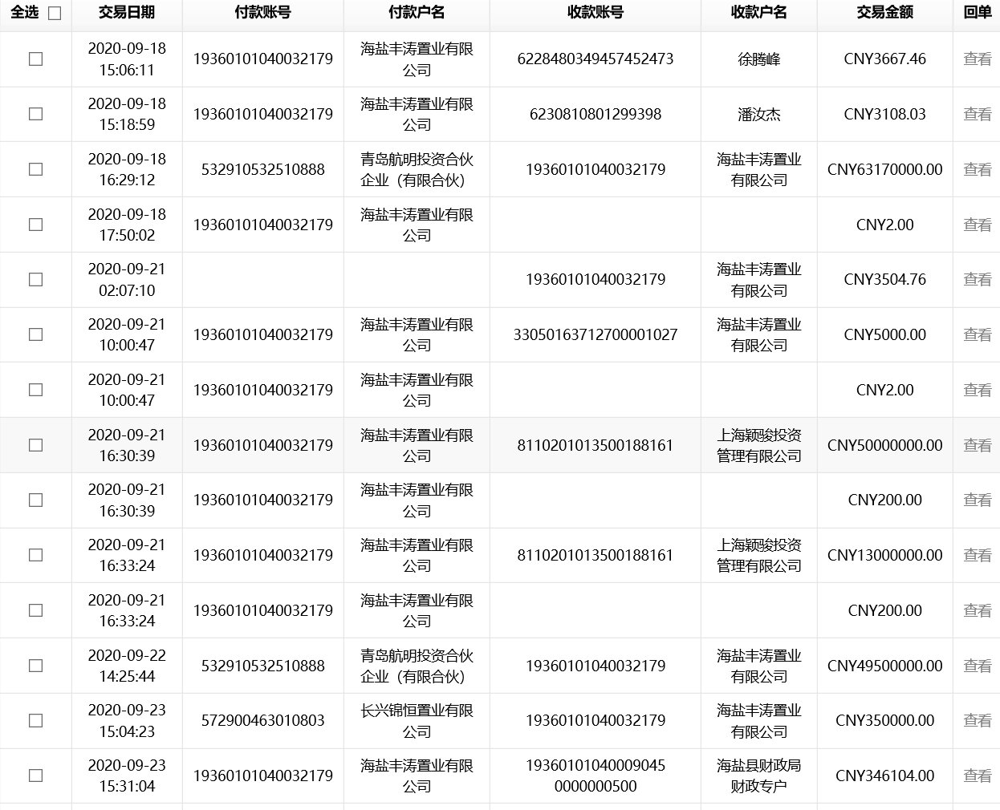 全选 交易日期 付款账号 付款户名 收款账号 收款户名 交易金额 回单
2020-09-18
15:06:11
19360101040032179
海盐丰涛置业有限
公司
6228480349457452473
徐腾峰
CNY3667.46
查看
2020-09-18
15:18:59
19360101040032179
海盐丰涛置业有限
公司
6230810801299398
潘汝杰
CNY3108.03
查看
2020-09-18
16:29:12
532910532510888
青岛航明投资合伙
企业（有限合伙）
19360101040032179
海盐丰涛置业
有限公司
CNY63170000.00
查看
2020-09-18
17:50:02
19360101040032179
海盐丰涛置业有限
公司
CNY2.00
查看
2020-09-21
02:07:10
19360101040032179
海盐丰涛置业
有限公司
CNY3504.76
查看
2020-09-21
10:00:47
19360101040032179
海盐丰涛置业有限
公司
33050163712700001027
海盐丰涛置业
有限公司
CNY5000.00
查看
2020-09-21
10:00:47
19360101040032179
海盐丰涛置业有限
公司
CNY2.00
查看
2020-09-21
16:30:39
19360101040032179
海盐丰涛置业有限
公司
8110201013500188161
上海颖骏投资
管理有限公司
CNY50000000.00
查看
2020-09-21
16:30:39
19360101040032179
海盐丰涛置业有限
公司
CNY200.00
查看
2020-09-21
16:33:24
19360101040032179
海盐丰涛置业有限
公司
8110201013500188161
上海颖骏投资
管理有限公司
CNY13000000.00
查看
2020-09-21
16:33:24
19360101040032179
海盐丰涛置业有限
公司
CNY200.00
查看
2020-09-22
14:25:44
532910532510888
青岛航明投资合伙
企业（有限合伙）
19360101040032179
海盐丰涛置业
有限公司
CNY49500000.00
查看
2020-09-23
15:04:23
572900463010803
长兴锦恒置业有限
公司
19360101040032179
海盐丰涛置业
有限公司
CNY350000.00
查看
2020-09-23
15:31:04
19360101040032179
海盐丰涛置业有限
公司
19360101040009045
0000000500
海盐县财政局
财政专户
CNY346104.00
查看